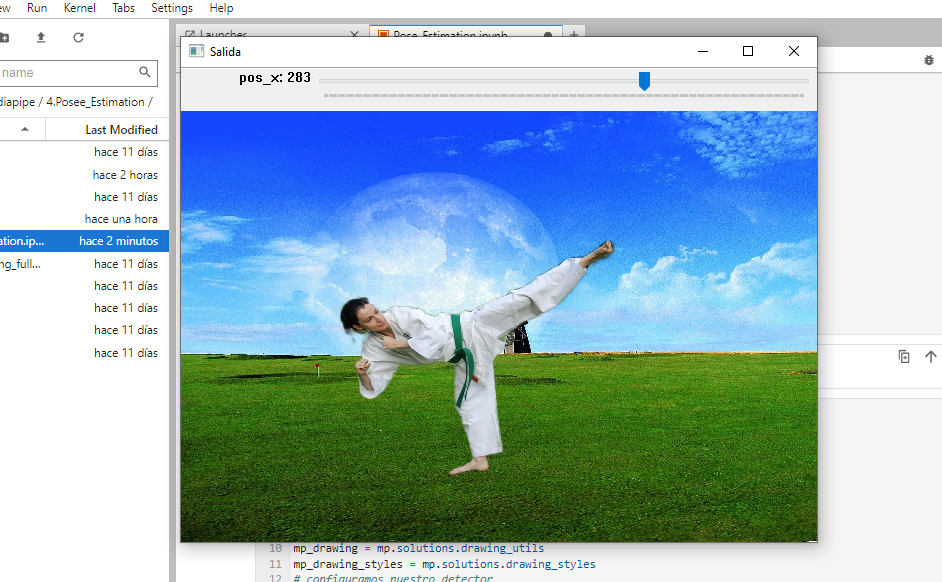 ew Run Kernel Tabs Settings Help
Launcher
Pose_Estimation.ipynb
Salida
name
pos_x: 283
diapipe / 4.Posee_Estimation /
Last Modified
hace 11 días
hace 2 horas
hace 11 días
hace una hora
ation.ip... hace 2 minutos
ng_full... hace 11 días
hace 11 días
hace 11 días
hace 11 días
hace 11 días
10 mp_drawing = mp.solutions.drawing_utils
11 mp_drawing_styles = mp.solutions.drawing_styles
12 # configuramos nuestro detector